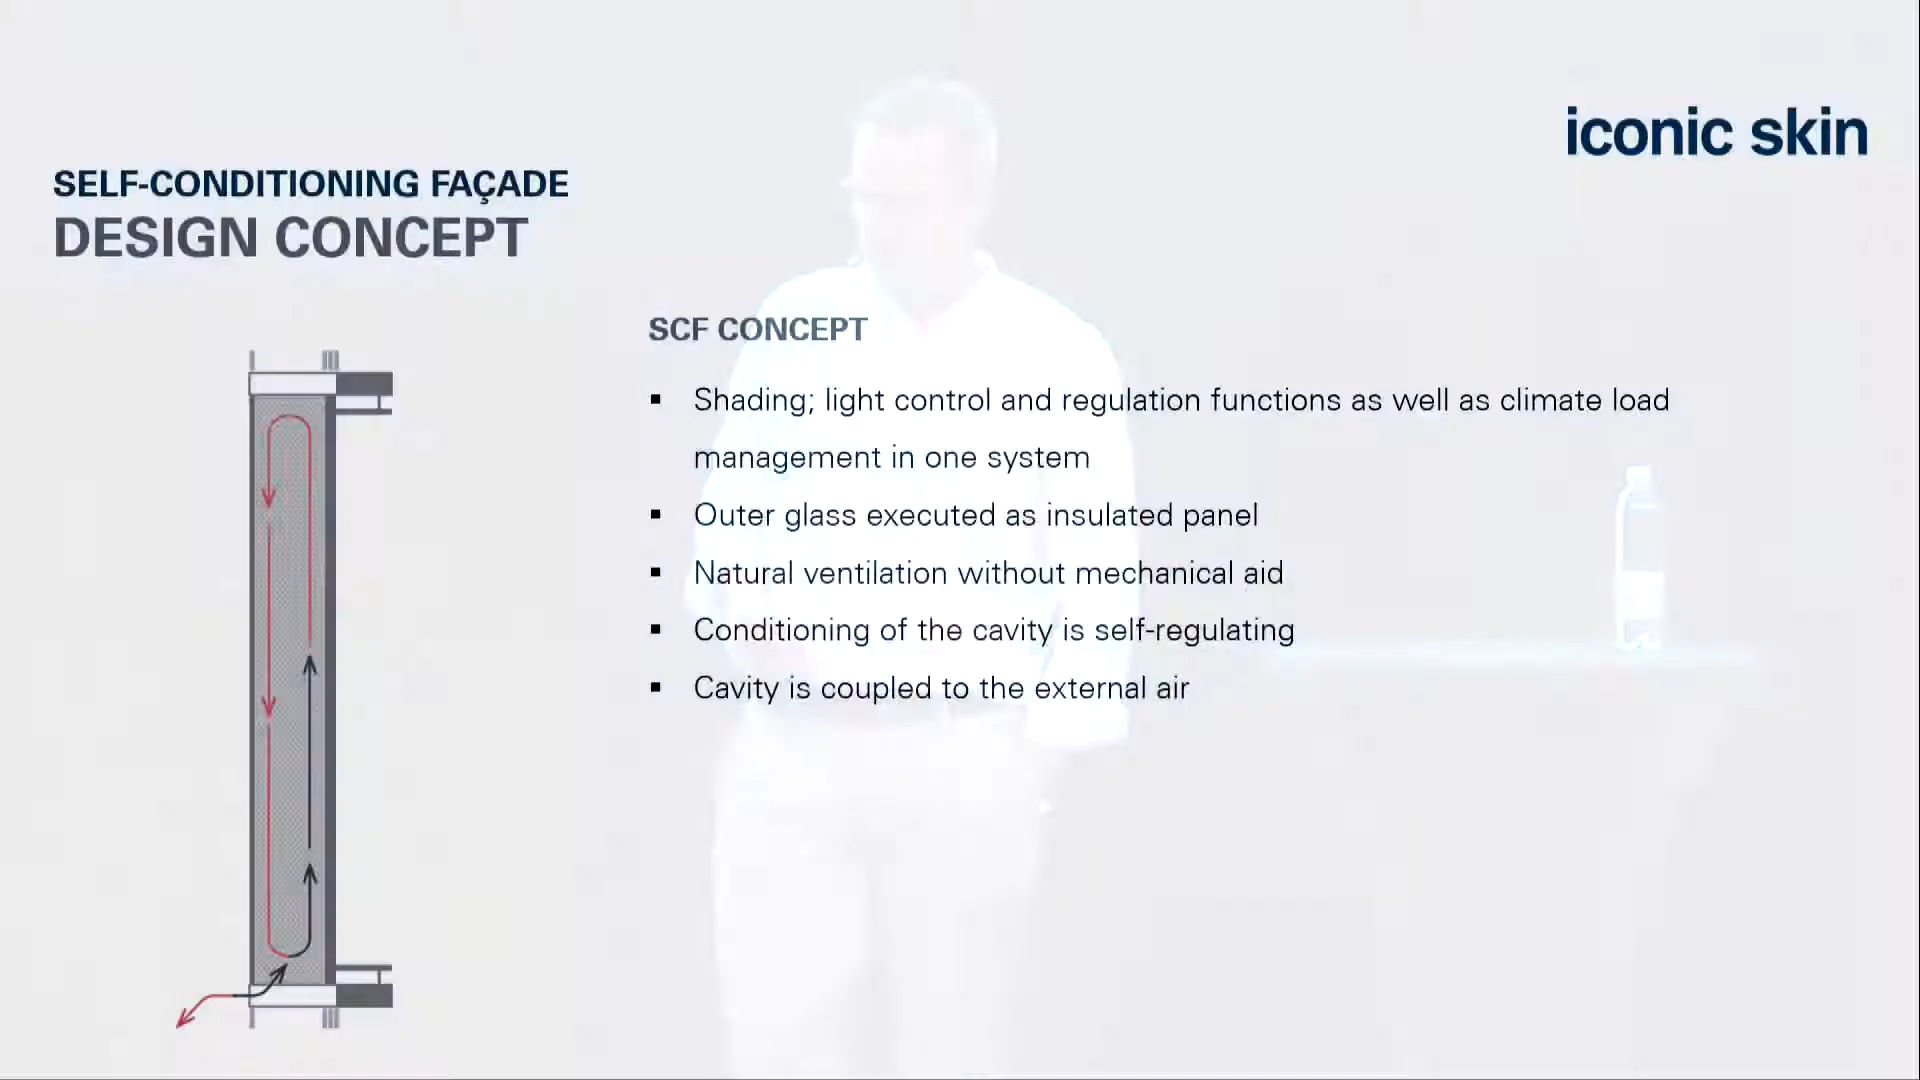 iconic skin
SELF-CONDITIONING FAÇADE
DESIGN CONCEPT
SCF CONCEPT
▪ Shading; light control and regulation functions as well as climate load
management in one system
▪ Outer glass executed as insulated panel
▪ Natural ventilation without mechanical aid
▪ Conditioning of the cavity is self-regulating
▪ Cavity is coupled to the external air